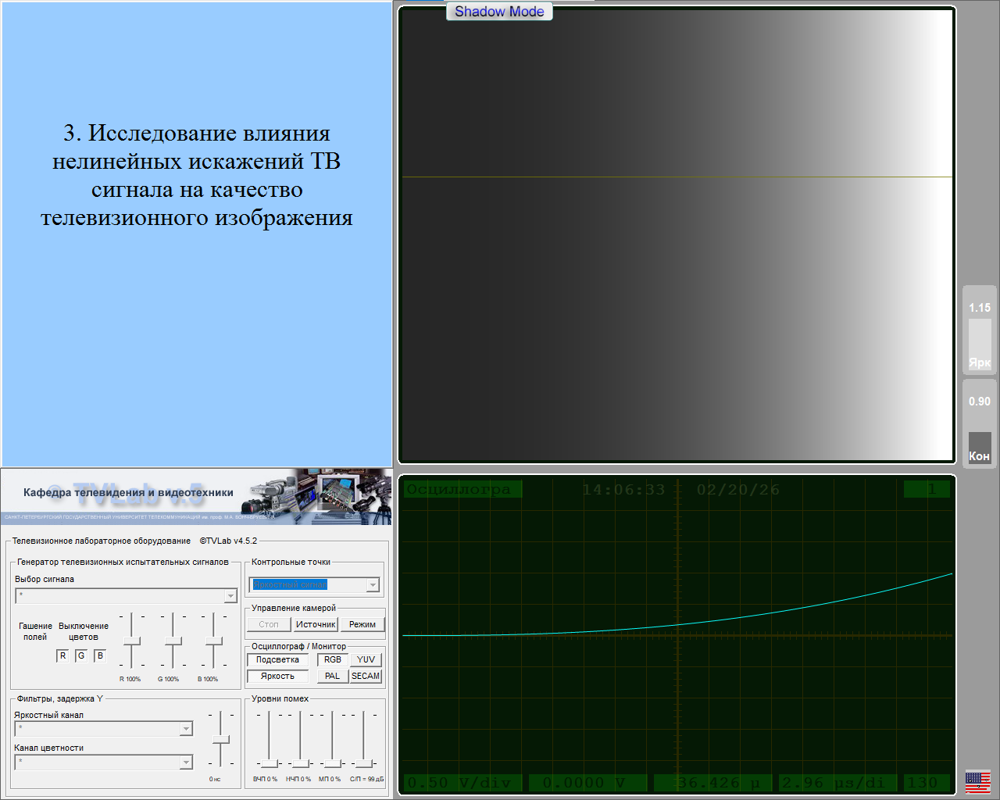 Shadow Mode
3. Исследование влияния
нелинейных искажений ТВ
сигнала на качество
телевизионного изображения
1.15
Ярк
0.90
Кон
© TVLab v.5
Кафедра телевидения и видеотехники
САНКТ-ПЕТЕРБУРГСКИЙ ГОСУДАРСТВЕННЫЙ УНИВЕРСИТЕТ ТЕЛЕКОММУНИКАЦИЙ им. проф. М.А. БОНЧ-БРУЕВИЧА
Телевизионное лабораторное оборудование ©TVLab v4.5.2
Генератор телевизионных испытательных сигналов
Выбор сигнала
*
Гашение
полей
Выключение
цветов
R G B
R 100% G 100% B 100%
Фильтры, задержка Y
Яркостный канал
*
Канал цветности
*
0 нс
Контрольные точки
Яркостный сигнал
Управление камерой
Стоп Источник Режим
Осциллограф / Монитор
Подсветка RGB YUV
Яркость PAL SECAM
Уровни помех
ВЧП 0 % НЧП 0 % МП 0 % С/П = 99 дБ
Осциллогра 14:06:33 02/20/26 1
0.50 V/div 0.0000 V 36.426 µ 2.96 µs/di 130